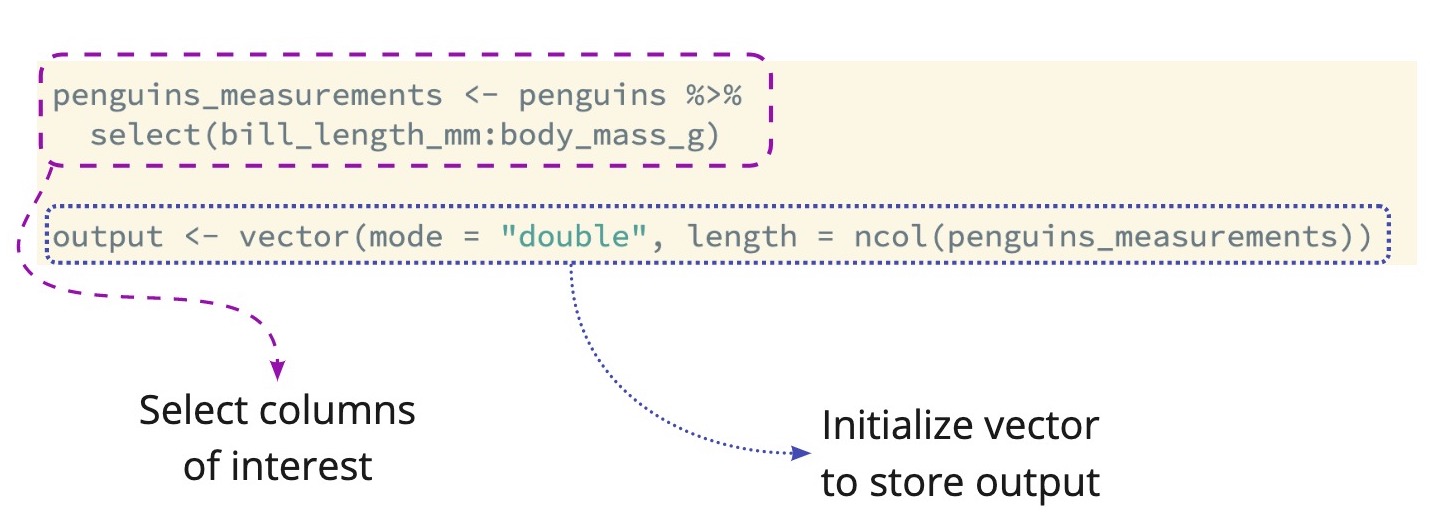 penguins_measurements <- penguins %>%
  select(bill_length_mm:body_mass_g)
output <- vector(mode = "double", length = ncol(penguins_measurements))
Select columns
of interest
Initialize vector
to store output